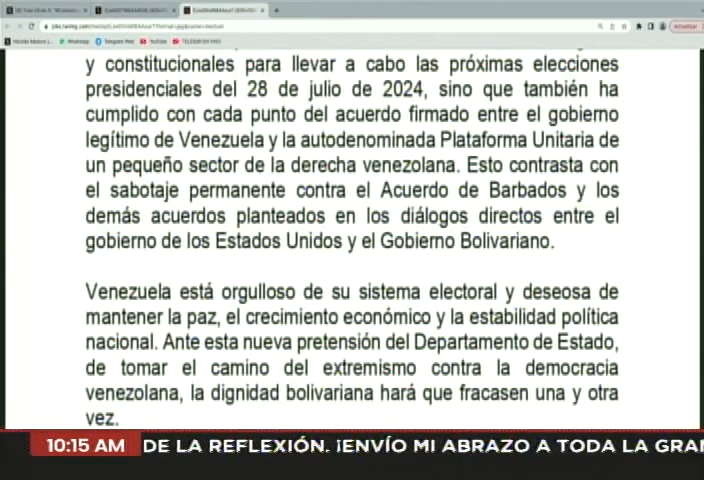 y constitucionales para llevar a cabo las próximas elecciones
presidenciales del 28 de julio de 2024, sino que también ha
cumplido con cada punto del acuerdo firmado entre el gobierno
legítimo de Venezuela y la autodenominada Plataforma Unitaria de
un pequeño sector de la derecha venezolana. Esto contrasta con
el sabotaje permanente contra el Acuerdo de Barbados y los
demás acuerdos planteados en los diálogos directos entre el
gobierno de los Estados Unidos y el Gobierno Bolivariano.
Venezuela está orgulloso de su sistema electoral y deseosa de
mantener la paz, el crecimiento económico y la estabilidad política
nacional. Ante esta nueva pretensión del Departamento de Estado,
de tomar el camino del extremismo contra la democracia
venezolana, la dignidad bolivariana hará que fracasen una y otra
vez.
10:15 AM DE LA REFLEXIÓN. ¡ENVÍO MI ABRAZO A TODA LA GRAN